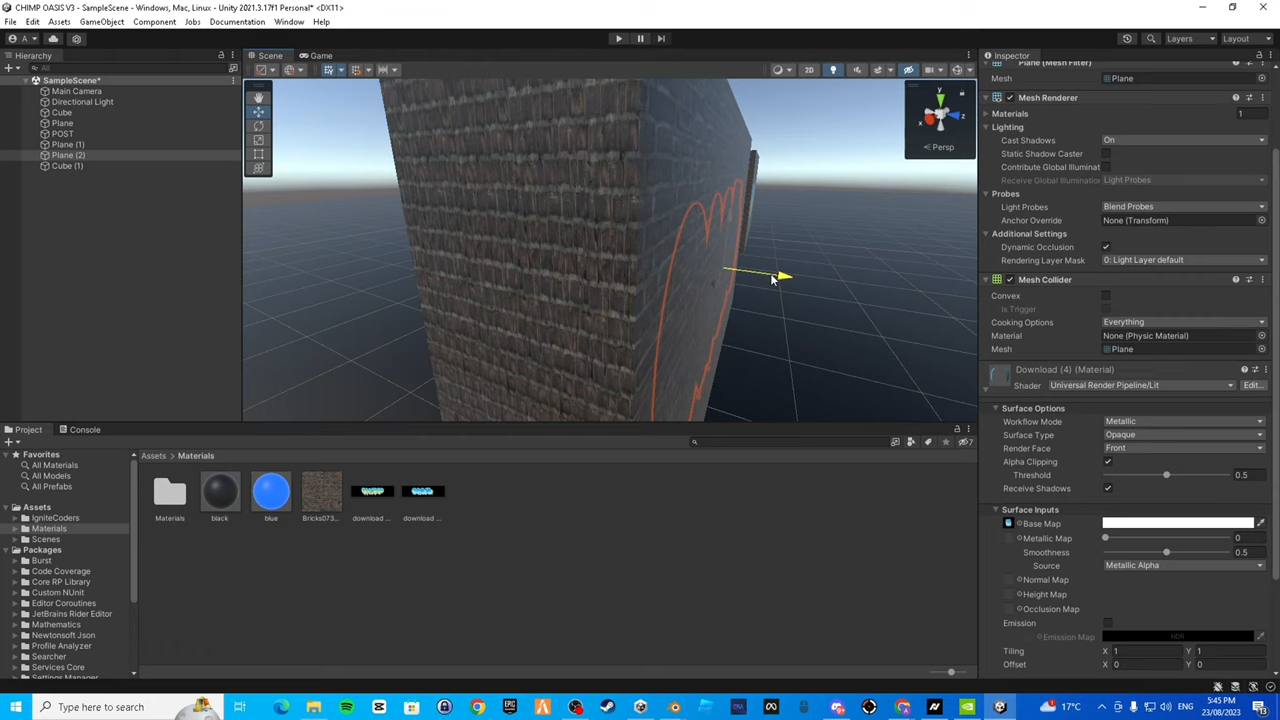 CHIMP OASIS V3 - SampleScene - Windows, Mac, Linux - Unity 2021.3.17f1 Personal* <DX11>
File Edit Assets GameObject Component Jobs Documentation Window Help
A
Layers
Layout
Hierarchy
All
SampleScene*
Main Camera
Directional Light
Cube
Plane
POST
Plane (1)
Plane (2)
Cube (1)
Scene
Game
2D
y
x
z
Persp
Inspector
Plane (Mesh Filter)
Mesh Plane
Mesh Renderer
Materials 1
Lighting
Cast Shadows On
Static Shadow Caster
Contribute Global Illuminat
Receive Global Illumination Light Probes
Probes
Light Probes Blend Probes
Anchor Override None (Transform)
Additional Settings
Dynamic Occlusion
Rendering Layer Mask 0: Light Layer default
Mesh Collider
Convex
Is Trigger
Cooking Options Everything
Material None (Physic Material)
Mesh Plane
Download (4) (Material)
Shader Universal Render Pipeline/Lit Edit...
Surface Options
Workflow Mode Metallic
Surface Type Opaque
Render Face Front
Alpha Clipping
Threshold 0.5
Receive Shadows
Surface Inputs
Base Map
Metallic Map 0
Smoothness 0.5
Source Metallic Alpha
Normal Map
Height Map
Occlusion Map
Emission
Emission Map HDR
Tiling X 1 Y 1
Offset X 0 Y 0
Project
Console
7
Favorites
All Materials
All Models
All Prefabs
Assets
IgniteCoders
Materials
Scenes
Packages
Burst
Code Coverage
Core RP Library
Custom NUnit
Editor Coroutines
JetBrains Rider Editor
Mathematics
Newtonsoft Json
Profile Analyzer
Searcher
Services Core
Settings Manager
Assets > Materials
Materials
black
blue
Bricks073...
download ...
download ...
Type here to search
17°C
ENG
5:45 PM
23/08/2023